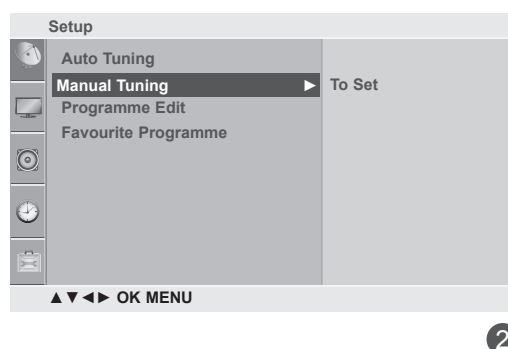 Setup
Auto Tuning
Manual Tuning ► To Set
Programme Edit
Favourite Programme
▲▼◄► OK MENU
2